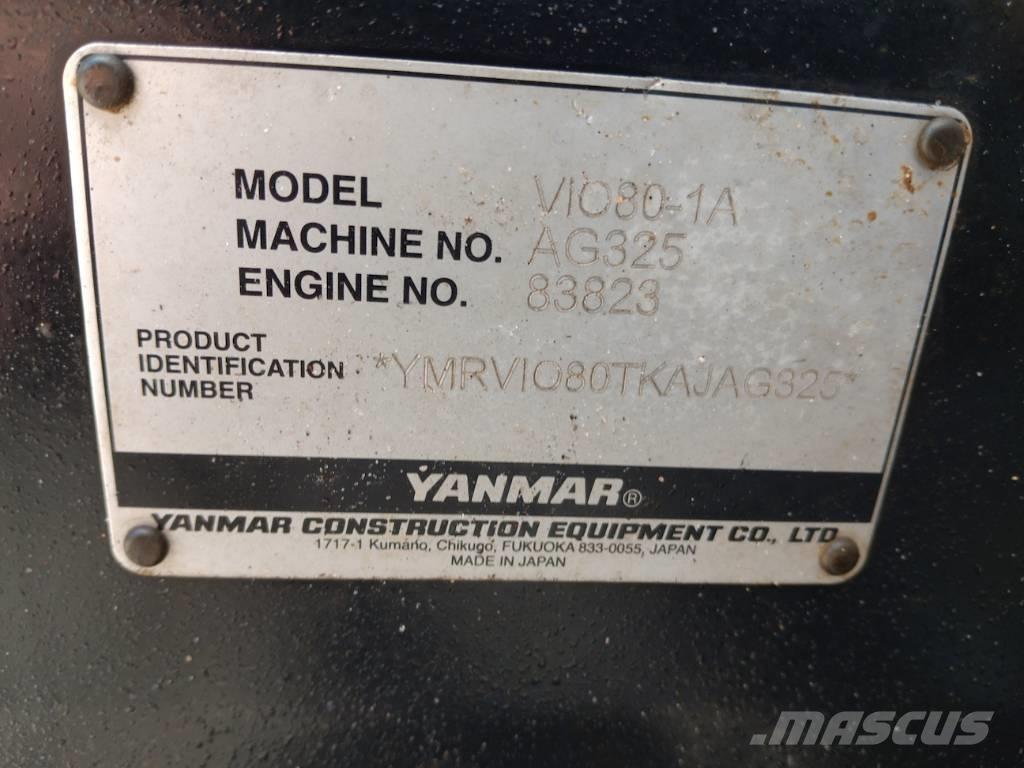 MODEL VIO80-1A
MACHINE NO. AG325
ENGINE NO. 83823
PRODUCT
IDENTIFICATION *YMRVIO80TKAJAG325*
NUMBER
YANMAR®
YANMAR CONSTRUCTION EQUIPMENT CO., LTD
1717-1 Kumano, Chikugo, FUKUOKA 833-0055, JAPAN
MADE IN JAPAN
MASCUS